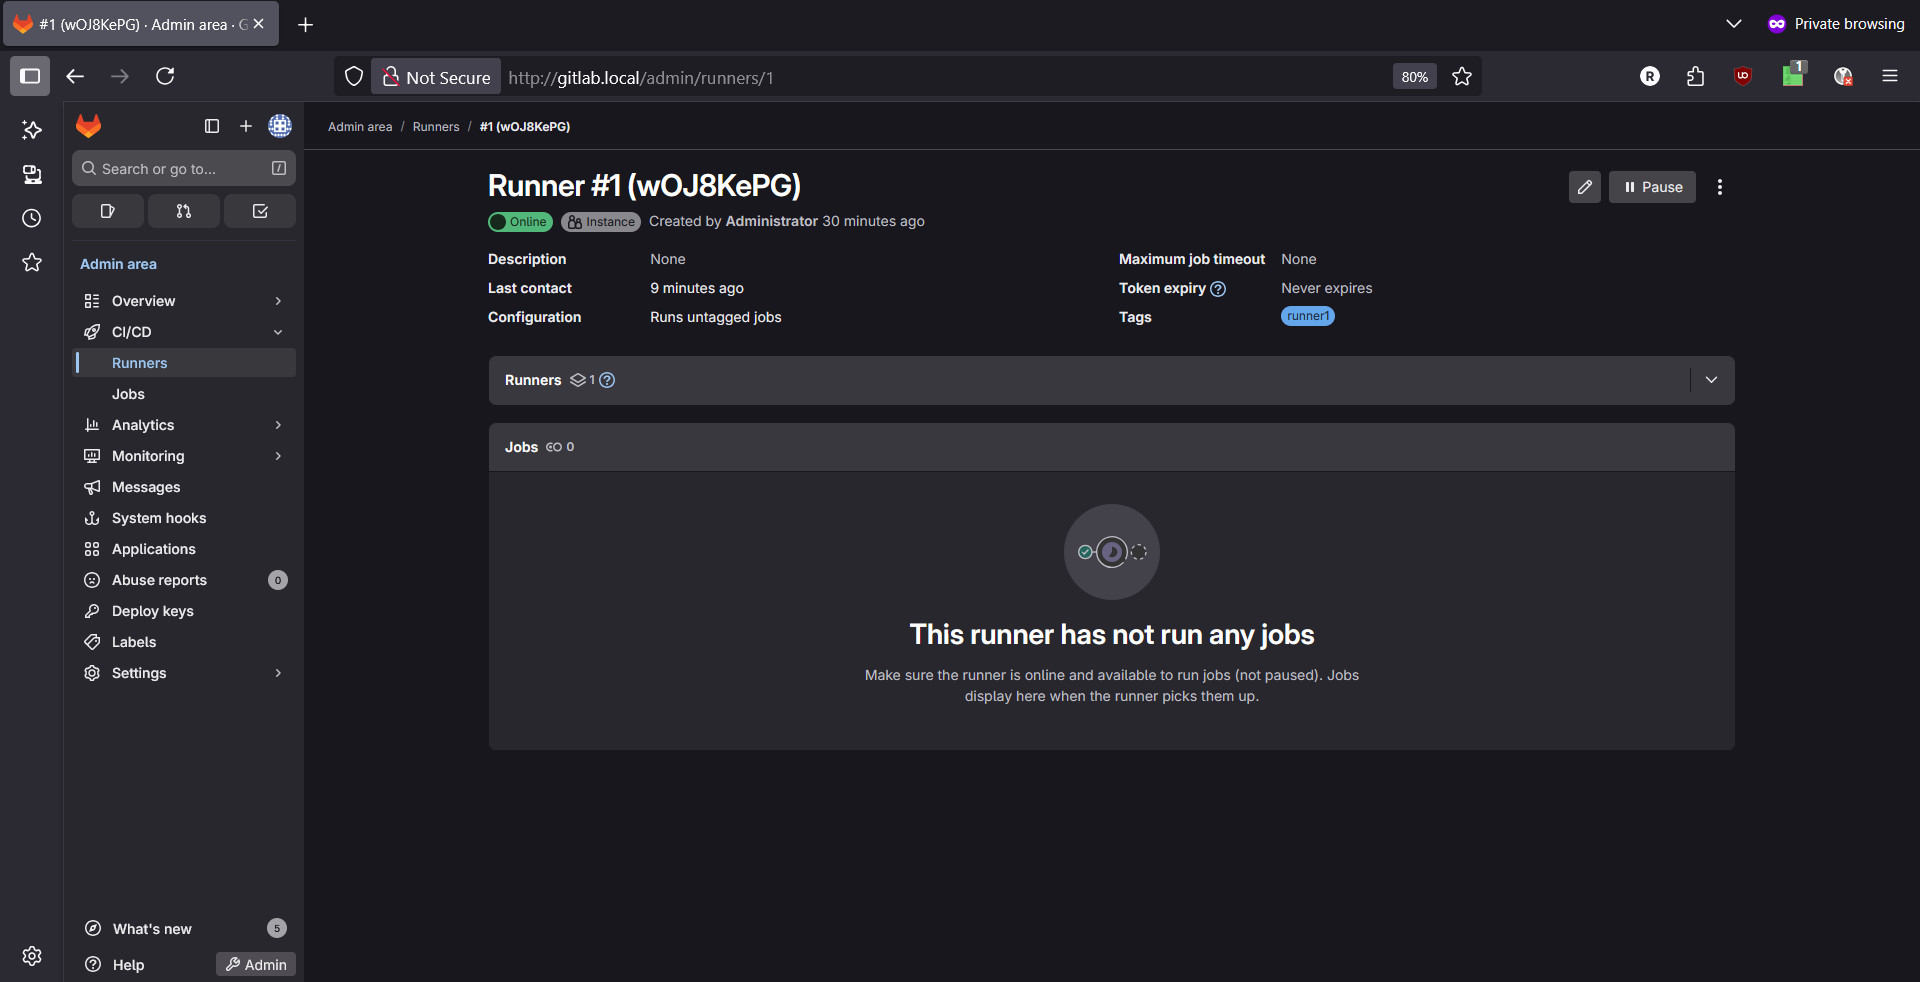 #1 (wOJ8KePG) · Admin area · G
Private browsing
Not Secure
http://gitlab.local/admin/runners/1
80%
1
Admin area / Runners / #1 (wOJ8KePG)
Search or go to...
/
Admin area
Overview
CI/CD
Runners
Jobs
Analytics
Monitoring
Messages
System hooks
Applications
Abuse reports 0
Deploy keys
Labels
Settings
What's new 5
Help
Admin
Runner #1 (wOJ8KePG)
Pause
Online Instance Created by Administrator 30 minutes ago
Description None
Last contact 9 minutes ago
Configuration Runs untagged jobs
Maximum job timeout None
Token expiry Never expires
Tags runner1
Runners 1
Jobs 0
This runner has not run any jobs
Make sure the runner is online and available to run jobs (not paused). Jobs
display here when the runner picks them up.